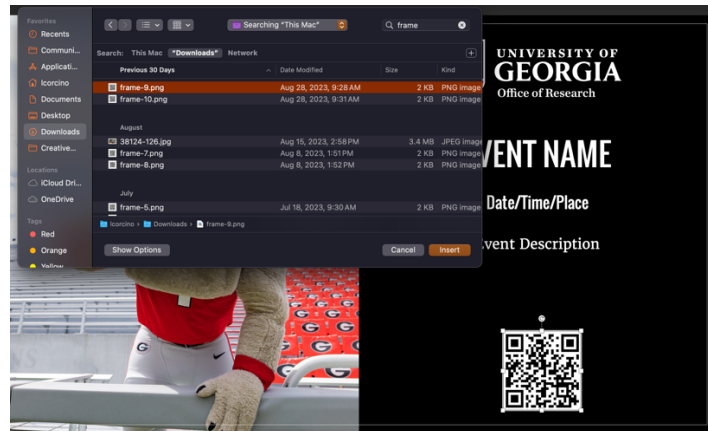 Favorites
Recents
Communi...
Applicati...
lcorcino
Documents
Desktop
Downloads
Creative...
Locations
iCloud Dri...
OneDrive
Tags
Red
Orange
Yellow
Searching "This Mac"
frame
Search: This Mac "Downloads" Network
Previous 30 Days Date Modified Size Kind
frame-9.png Aug 28, 2023, 9:28 AM 2 KB PNG image
frame-10.png Aug 28, 2023, 9:31 AM 2 KB PNG image
August
38124-126.jpg Aug 15, 2023, 2:58 PM 3.4 MB JPEG image
frame-7.png Aug 8, 2023, 1:51 PM 2 KB PNG image
frame-8.png Aug 8, 2023, 1:52 PM 2 KB PNG image
July
frame-5.png Jul 18, 2023, 9:30 AM 2 KB PNG image
lcorcino › Downloads › frame-9.png
Show Options Cancel Insert
UNIVERSITY OF
GEORGIA
Office of Research
VENT NAME
Date/Time/Place
vent Description
G